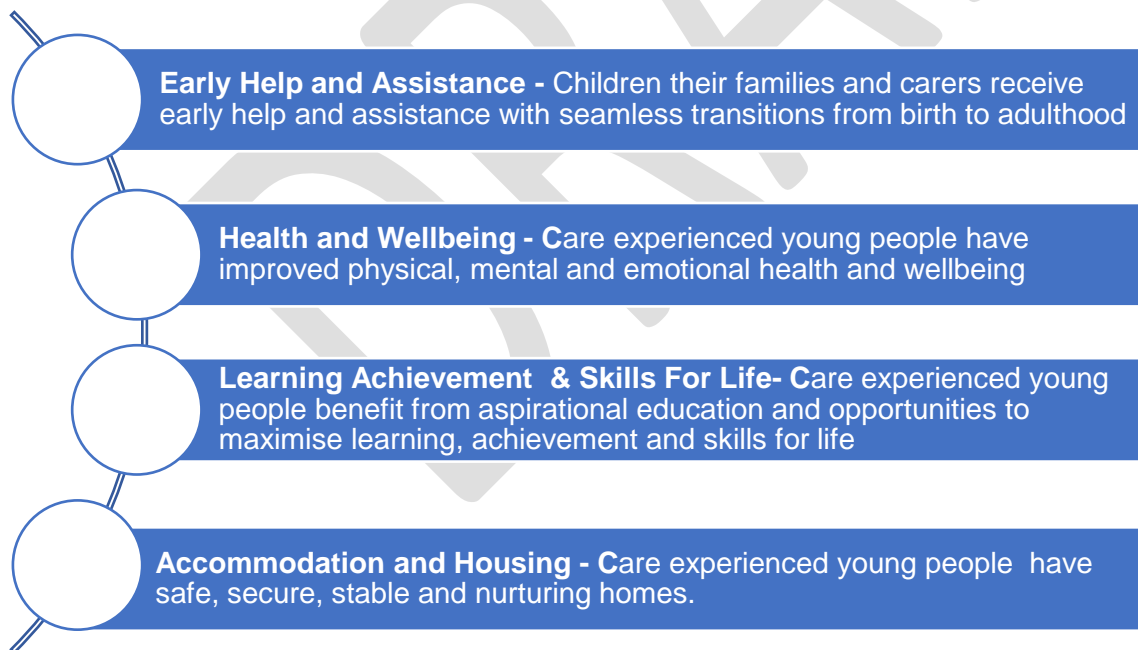 Early Help and Assistance - Children their families and carers receive
early help and assistance with seamless transitions from birth to adulthood
Health and Wellbeing - Care experienced young people have
improved physical, mental and emotional health and wellbeing
Learning Achievement  & Skills For Life- Care experienced young
people benefit from aspirational education and opportunities to
maximise learning, achievement and skills for life
Accommodation and Housing - Care experienced young people  have
safe, secure, stable and nurturing homes.